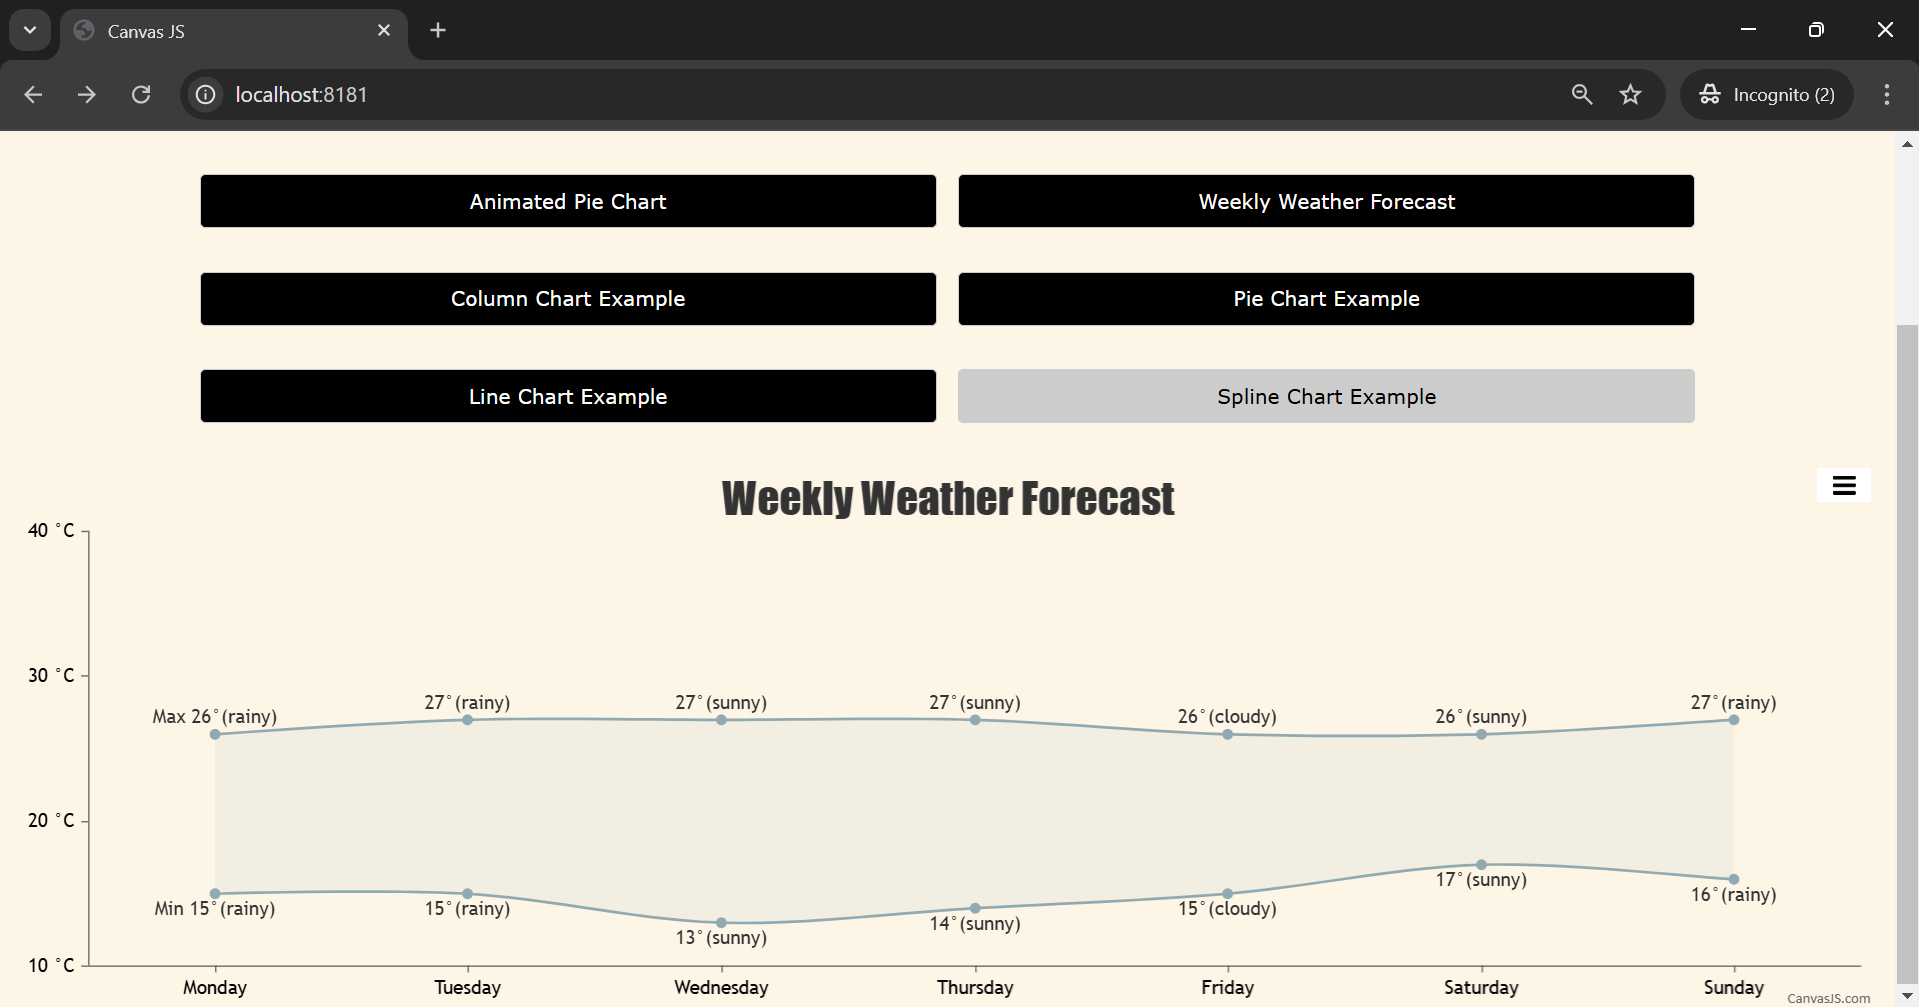 Canvas JS
localhost:8181
Incognito (2)
Animated Pie Chart
Weekly Weather Forecast
Column Chart Example
Pie Chart Example
Line Chart Example
Spline Chart Example
Weekly Weather Forecast
40 °C
30 °C
20 °C
10 °C
Max 26°(rainy)
27°(rainy)
27°(sunny)
27°(sunny)
26°(cloudy)
26°(sunny)
27°(rainy)
Min 15°(rainy)
15°(rainy)
13°(sunny)
14°(sunny)
15°(cloudy)
17°(sunny)
16°(rainy)
Monday
Tuesday
Wednesday
Thursday
Friday
Saturday
Sunday
CanvasJS.com